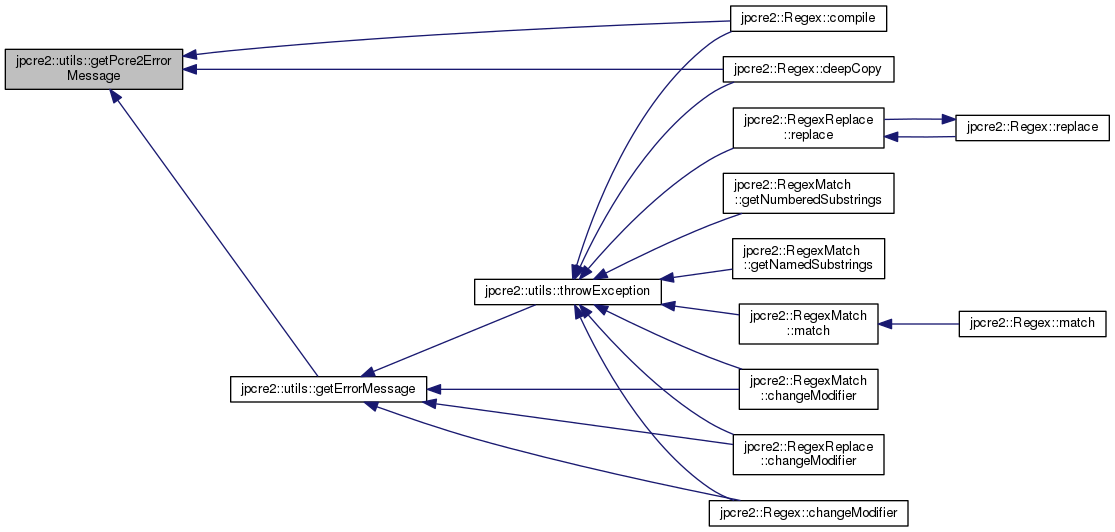 jpcre2::Regex::compile
jpcre2::utils::getPcre2Error
Message
jpcre2::Regex::deepCopy
jpcre2::RegexReplace
::replace
jpcre2::Regex::replace
jpcre2::RegexMatch
::getNumberedSubstrings
jpcre2::RegexMatch
::getNamedSubstrings
jpcre2::utils::throwException
jpcre2::RegexMatch
::match
jpcre2::Regex::match
jpcre2::utils::getErrorMessage
jpcre2::RegexMatch
::changeModifier
jpcre2::RegexReplace
::changeModifier
jpcre2::Regex::changeModifier